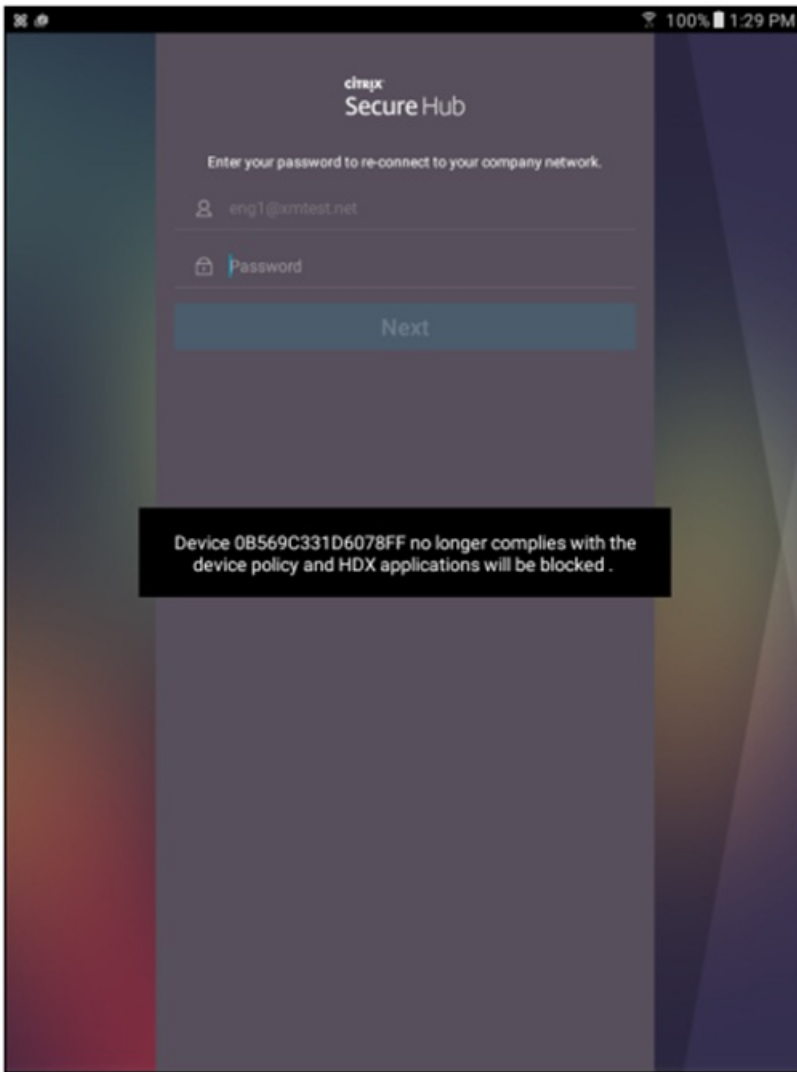 100% 1:29 PM
citrix
Secure Hub
Enter your password to re-connect to your company network.
eng1@xmtest.net
Password
Next
Device 0B569C331D6078FF no longer complies with the
device policy and HDX applications will be blocked .